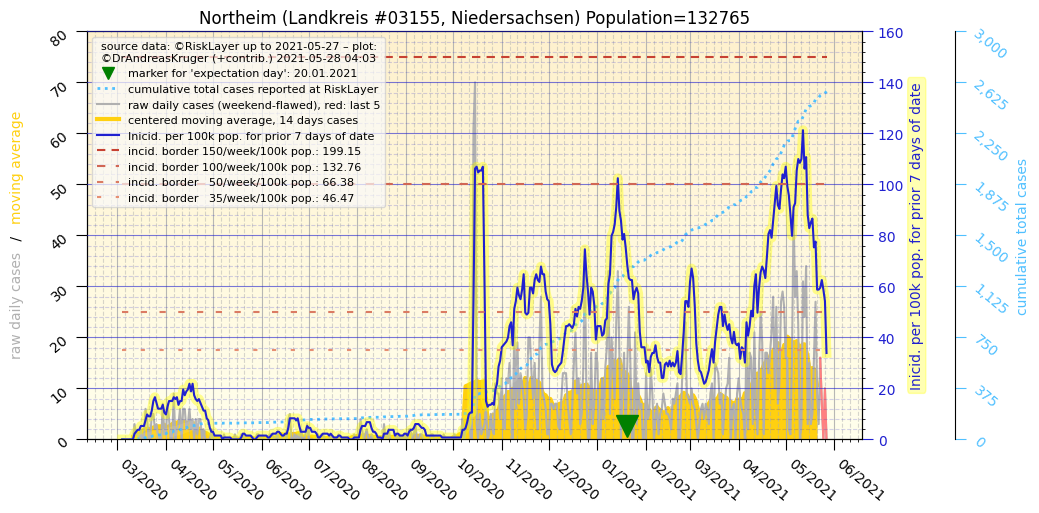 Northeim (Landkreis #03155, Niedersachsen) Population=132765
source data: ©RiskLayer up to 2021-05-27 – plot:
©DrAndreasKruger (+contrib.) 2021-05-28 04:03
marker for 'expectation day': 20.01.2021
cumulative total cases reported at RiskLayer
raw daily cases (weekend-flawed), red: last 5
centered moving average, 14 days cases
Inicid. per 100k pop. for prior 7 days of date
incid. border 150/week/100k pop.: 199.15
incid. border 100/week/100k pop.: 132.76
incid. border   50/week/100k pop.: 66.38
incid. border   35/week/100k pop.: 46.47
raw daily cases  /  moving average
80
70
60
50
40
30
20
10
0
160
140
120
100
80
60
40
20
0
Inicid. per 100k pop. for prior 7 days of date
3,000
2,625
2,250
1,875
1,500
1,125
750
375
0
cumulative total cases
03/2020
04/2020
05/2020
06/2020
07/2020
08/2020
09/2020
10/2020
11/2020
12/2020
01/2021
02/2021
03/2021
04/2021
05/2021
06/2021